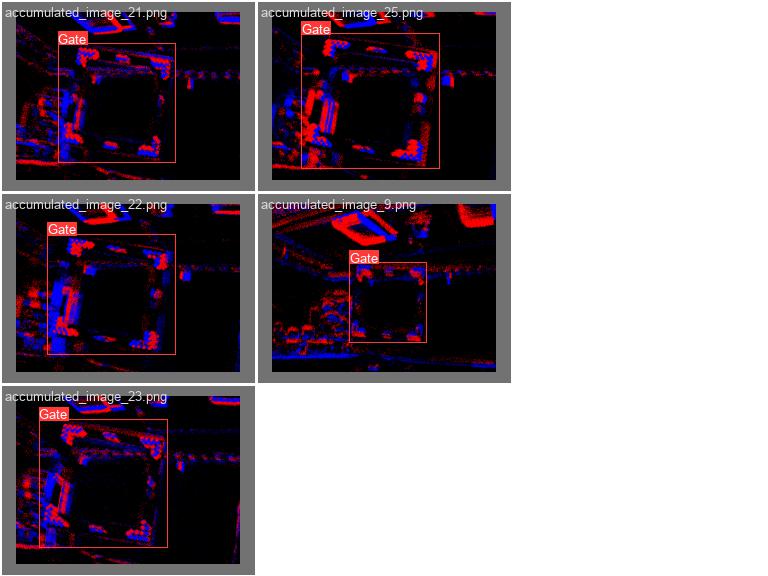 accumulated_image_21.png
Gate
accumulated_image_25.png
Gate
accumulated_image_22.png
Gate
accumulated_image_9.png
Gate
accumulated_image_23.png
Gate